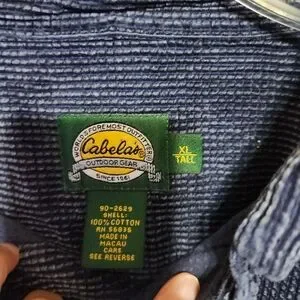 WORLD'S FOREMOST OUTFITTER
Cabela's
OUTDOOR GEAR
SINCE 1961
XL
TALL
90-2629
SHELL:
100% COTTON
RN 56835
MADE IN
MACAU
CARE
SEE REVERSE